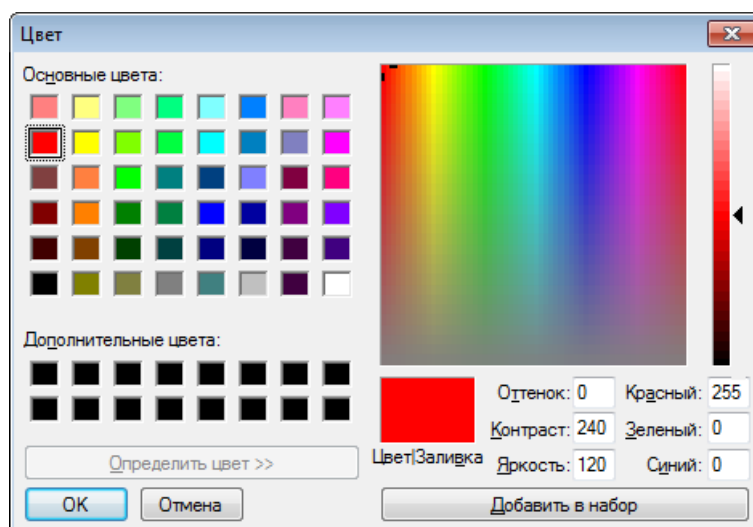 Цвет
Основные цвета:
Дополнительные цвета:
Определить цвет >>
OK
Отмена
Цвет|Заливка
Оттенок: 0
Контраст: 240
Яркость: 120
Красный: 255
Зеленый: 0
Синий: 0
Добавить в набор